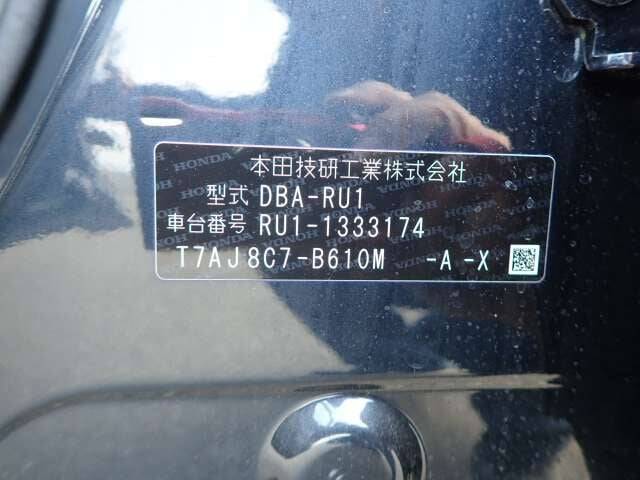 本田技研工業株式会社
型式 DBA-RU1
車台番号 RU1-1333174
T7AJ8C7-B610M -A -X